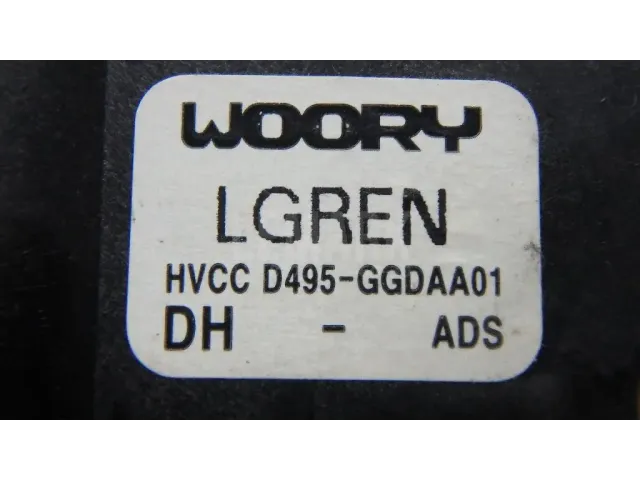 WOORY
LGREN
HVCC D495-GGDAA01
DH - ADS